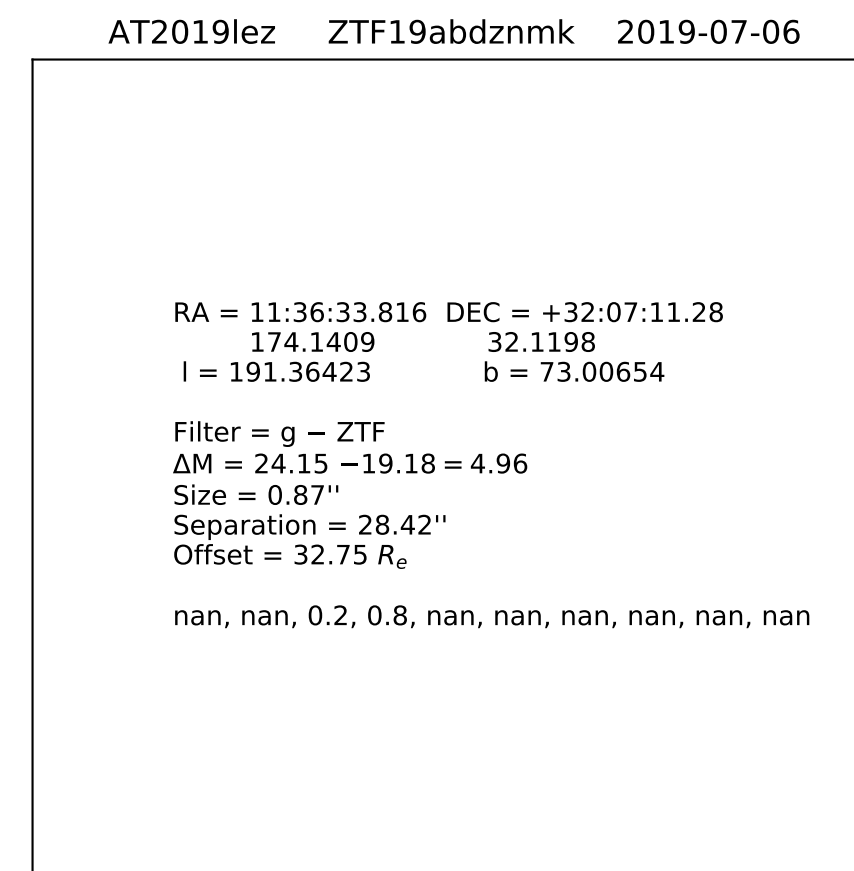 AT2019lez ZTF19abdznmk 2019-07-06
RA = 11:36:33.816 DEC = +32:07:11.28
174.1409 32.1198
l = 191.36423 b = 73.00654
Filter = g − ZTF
ΔM = 24.15 −19.18 = 4.96
Size = 0.87''
Separation = 28.42''
Offset = 32.75 Rₑ
nan, nan, 0.2, 0.8, nan, nan, nan, nan, nan, nan